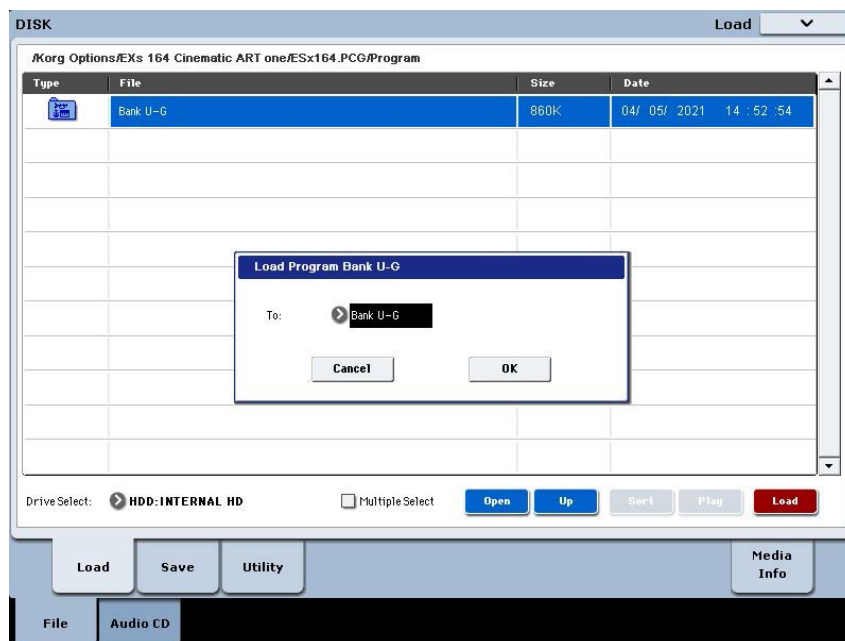 DISK
Load
/Korg Options/EXs 164 Cinematic ART one/ESx164.PCG/Program
Type File Size Date
Bank U-G 860K 04/ 05/ 2021 14 :52 :54
Load Program Bank U-G
To: Bank U-G
Cancel OK
Drive Select: HDD:INTERNAL HD Multiple Select Open Up Sort Play Load
Load Save Utility Media Info
File Audio CD